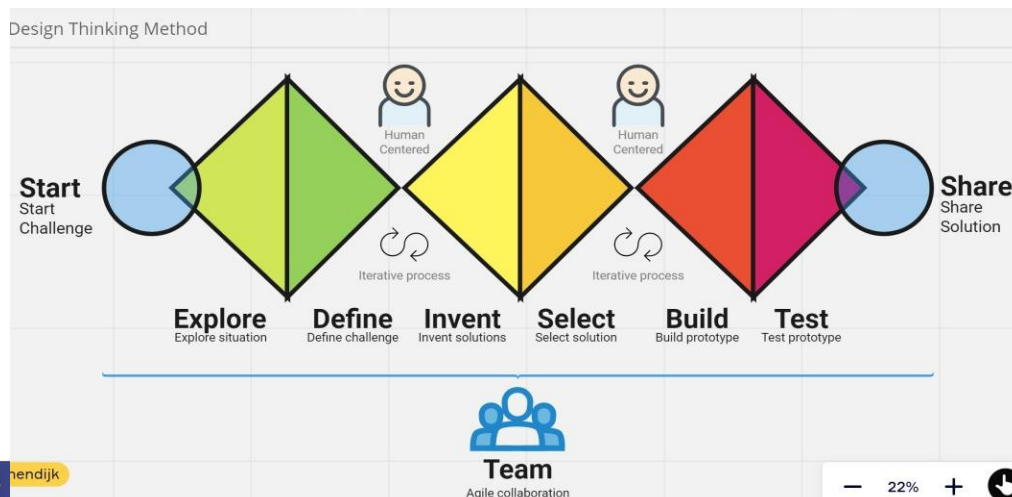 Design Thinking Method
Human
Centered
Human
Centered
Start
Start
Challenge
Share
Share
Solution
Iterative process
Iterative process
Explore
Explore situation
Define
Define challenge
Invent
Invent solutions
Select
Select solution
Build
Build prototype
Test
Test prototype
Team
Agile collaboration
22%